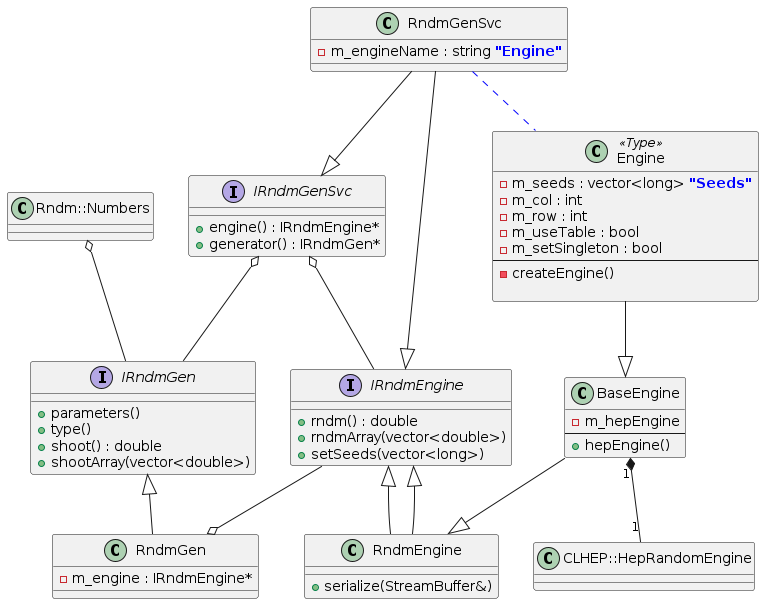 C RndmGenSvc
m_engineName : string "Engine"
C «Type»
Engine
m_seeds : vector<long> "Seeds"
m_col : int
m_row : int
m_useTable : bool
m_setSingleton : bool
createEngine()
I IRndmGenSvc
engine() : IRndmEngine*
generator() : IRndmGen*
C Rndm::Numbers
I IRndmGen
parameters()
type()
shoot() : double
shootArray(vector<double>)
I IRndmEngine
rndm() : double
rndmArray(vector<double>)
setSeeds(vector<long>)
C BaseEngine
m_hepEngine
hepEngine()
1
1
C RndmGen
m_engine : IRndmEngine*
C RndmEngine
serialize(StreamBuffer&)
C CLHEP::HepRandomEngine